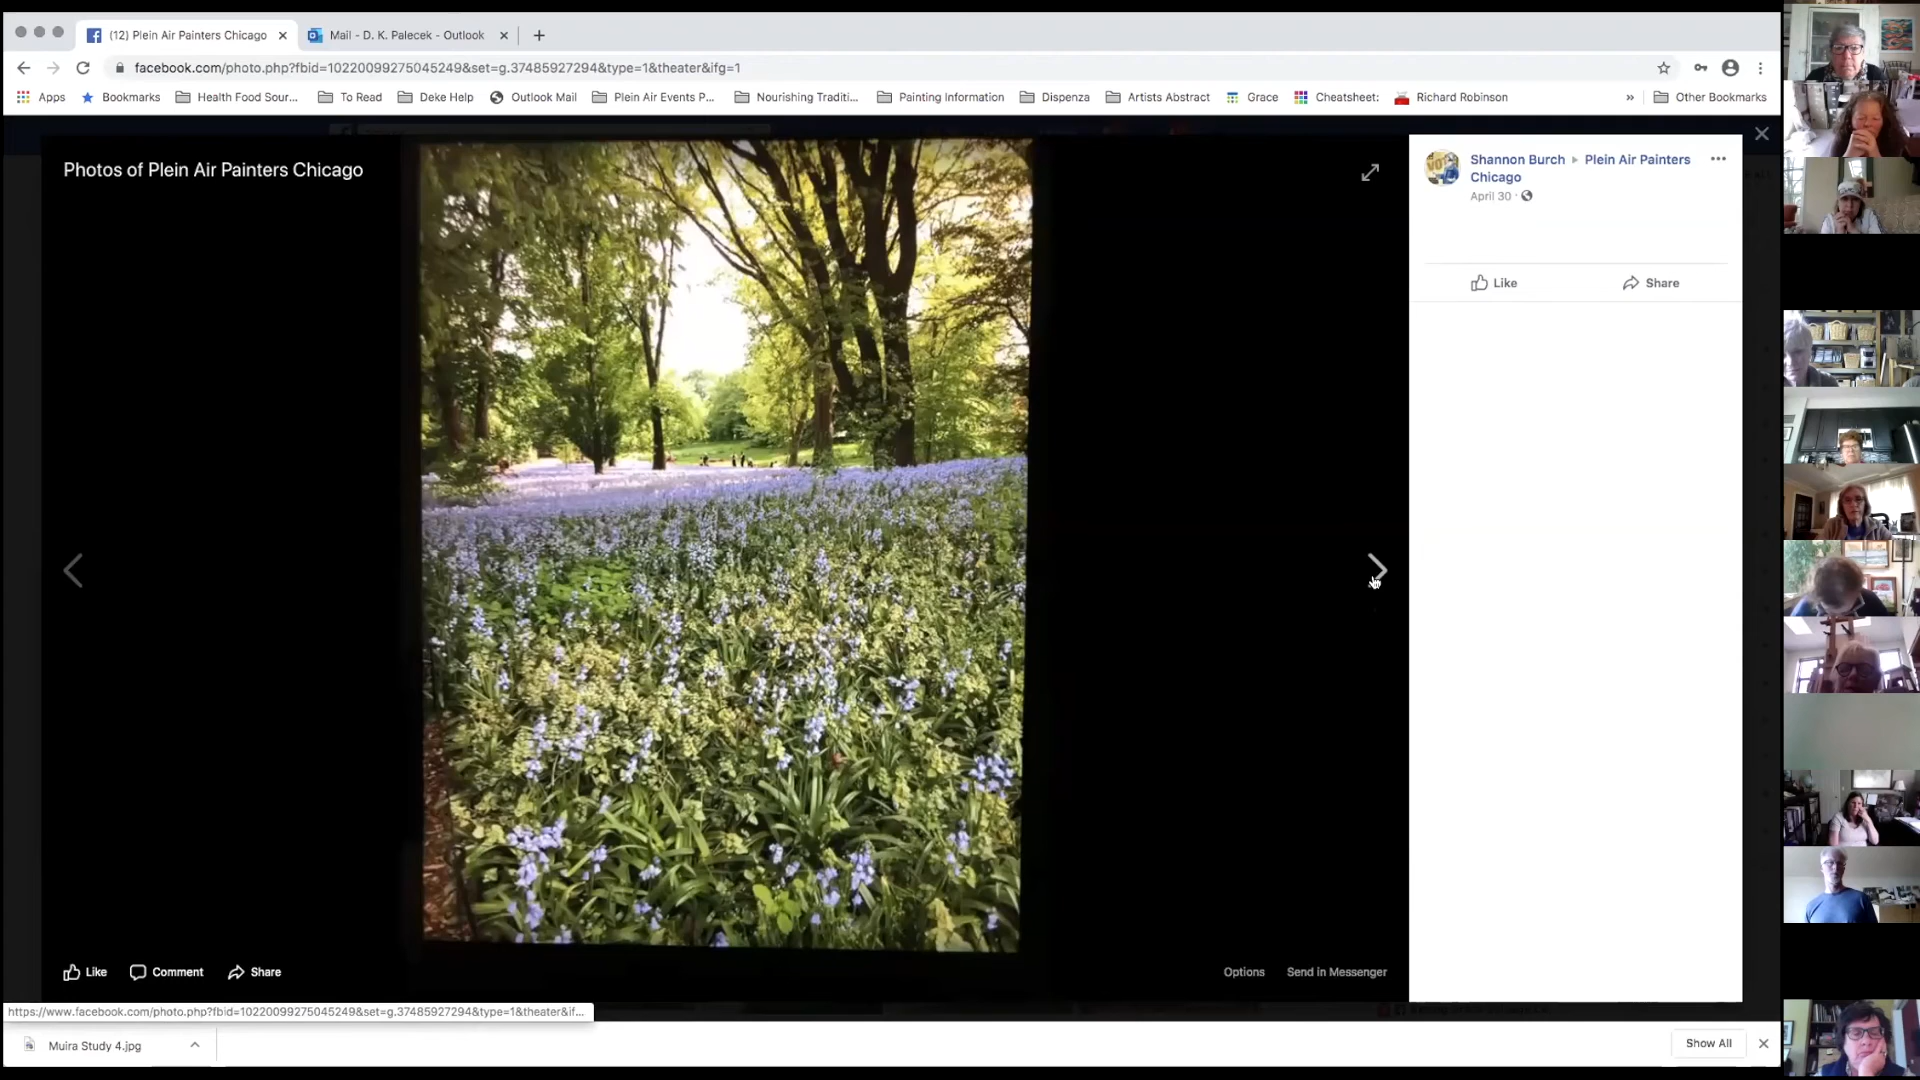 (12) Plein Air Painters Chicago
Mail - D. K. Palecek - Outlook
facebook.com/photo.php?fbid=10220099275045249&set=g.37485927294&type=1&theater&ifg=1
Apps Bookmarks Health Food Sour... To Read Deke Help Outlook Mail Plein Air Events P... Nourishing Traditi... Painting Information Dispenza Artists Abstract Grace Cheatsheet: Richard Robinson » Other Bookmarks
Photos of Plein Air Painters Chicago
Shannon Burch ▸ Plein Air Painters
Chicago
April 30 ·
Like Share
Like Comment Share
Options Send in Messenger
https://www.facebook.com/photo.php?fbid=10220099275045249&set=g.37485927294&type=1&theater&if...
Muira Study 4.jpg
Show All